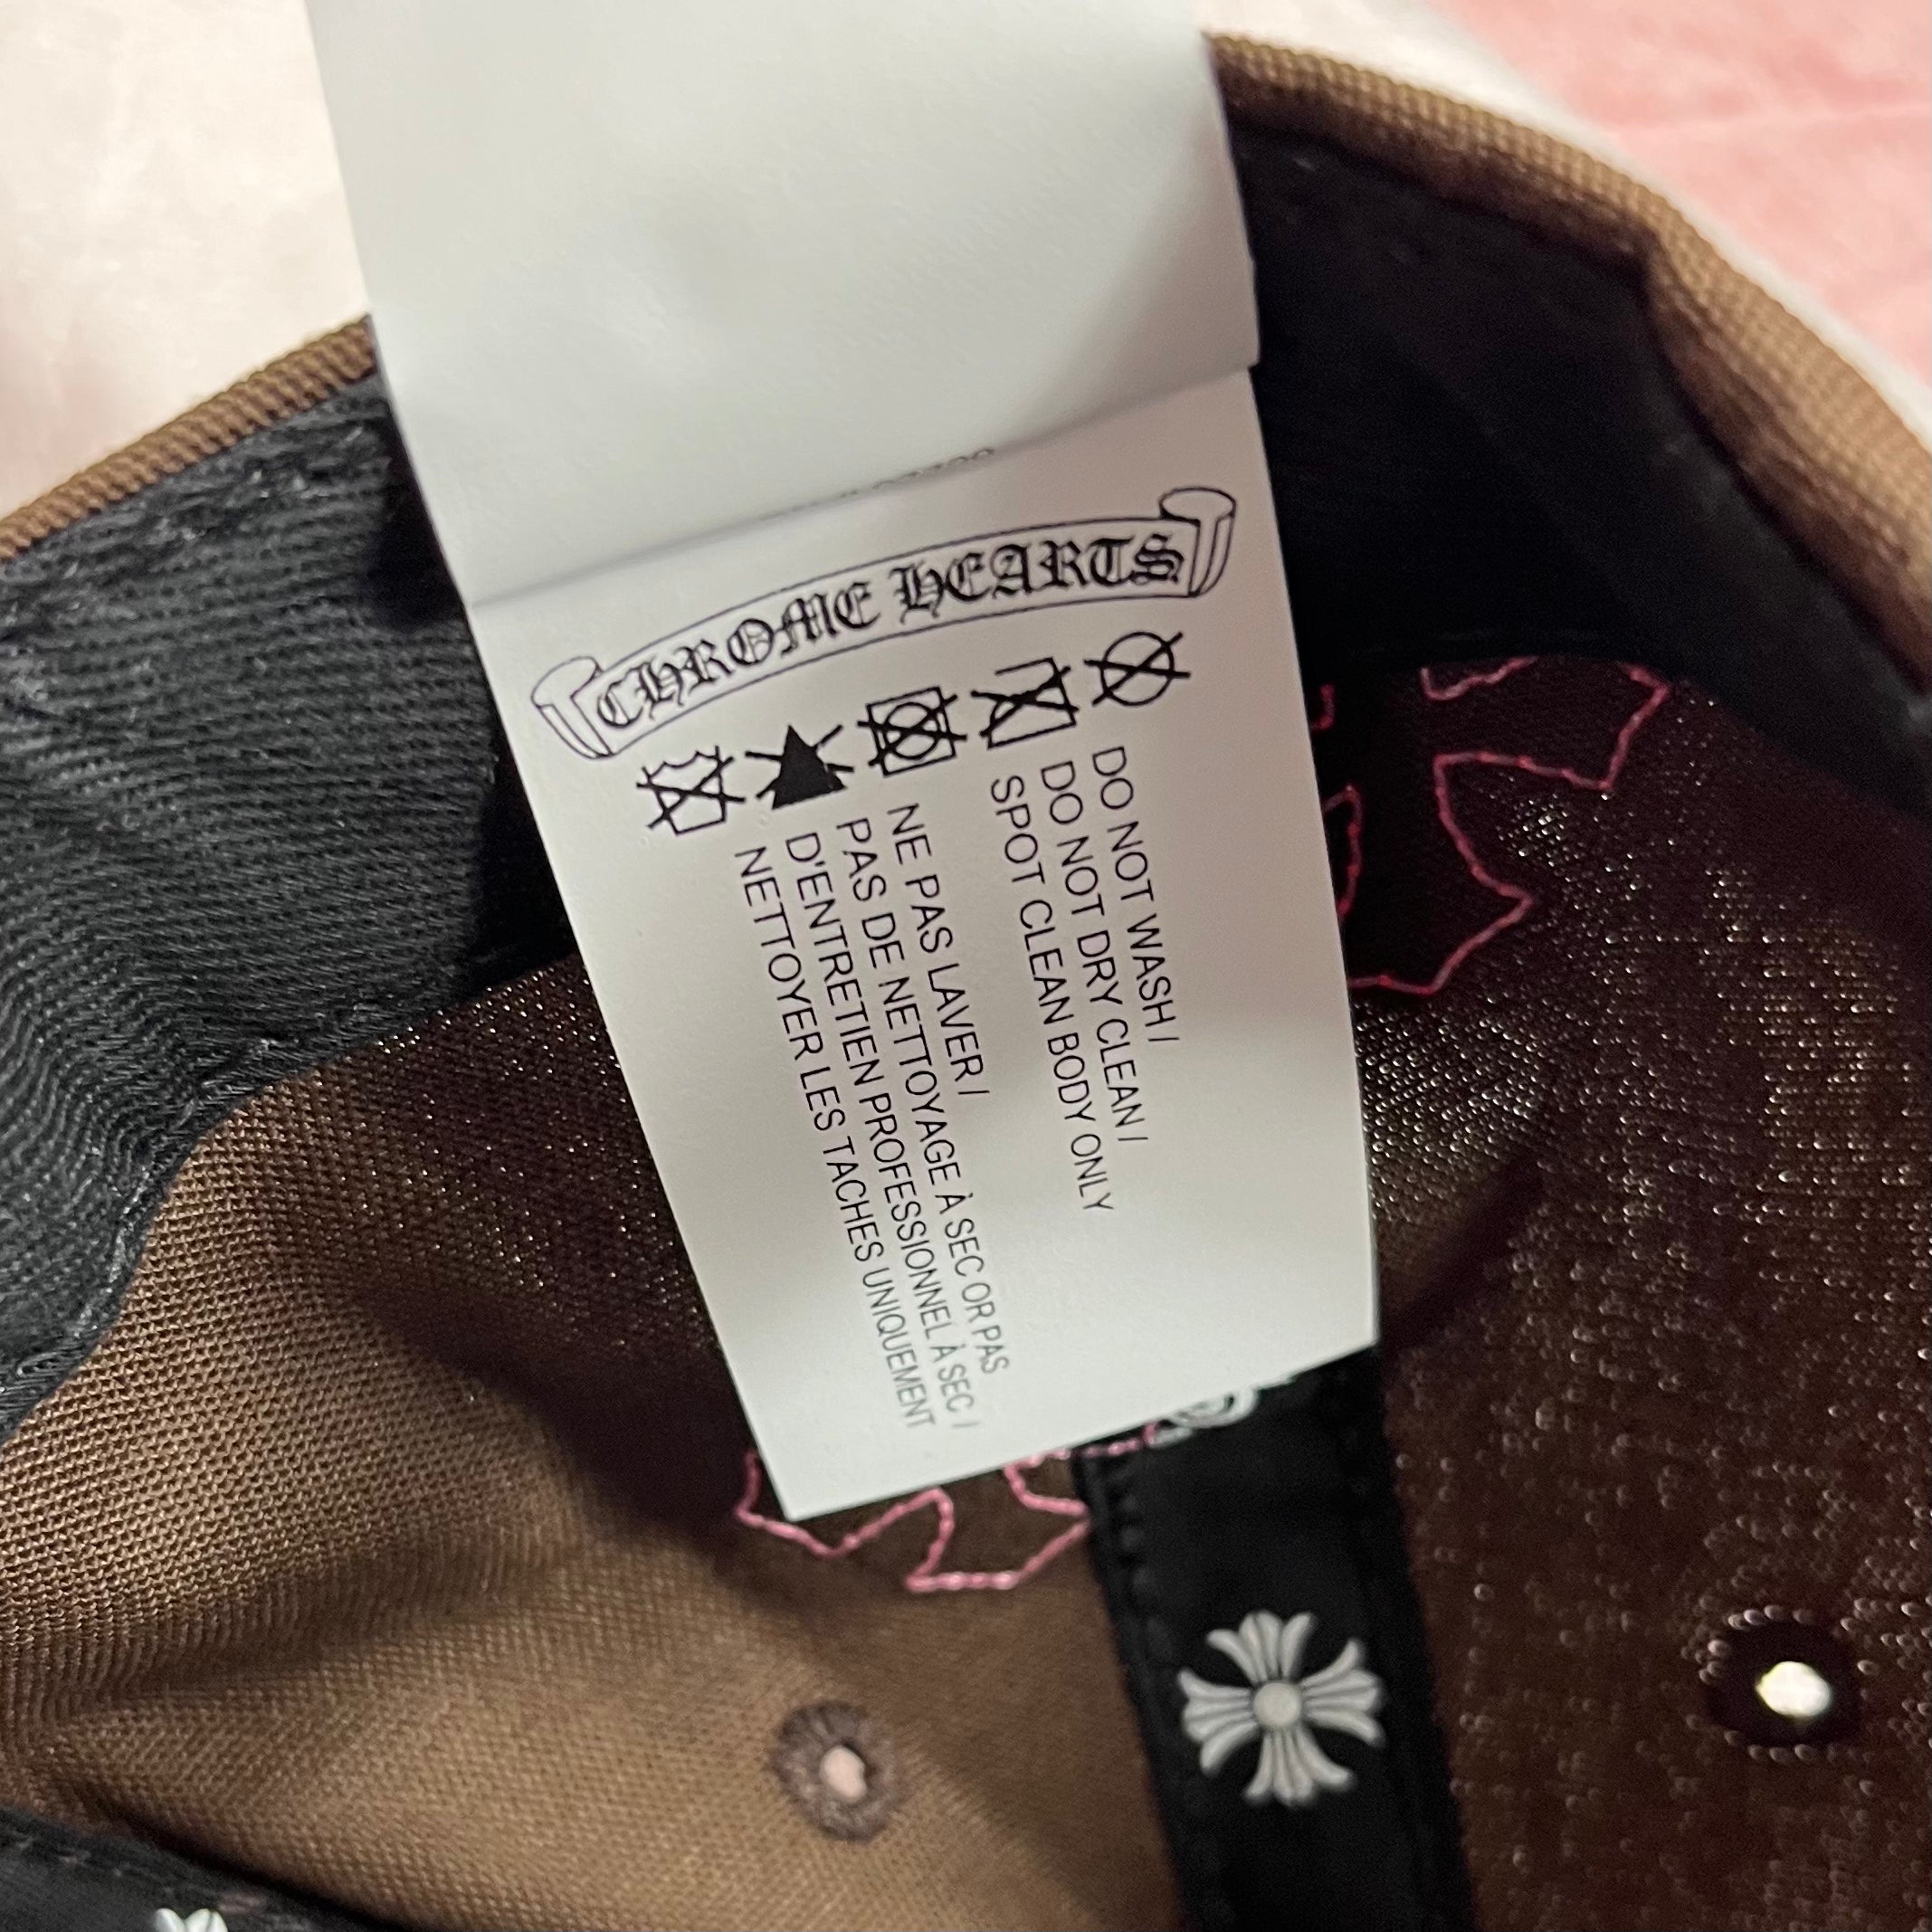 CHROME HEARTS
DO NOT WASH /
DO NOT DRY CLEAN /
SPOT CLEAN BODY ONLY
NE PAS LAVER /
PAS DE NETTOYAGE À SEC OR PAS
D'ENTRETIEN PROFESSIONNEL À SEC /
NETTOYER LES TACHES UNIQUEMENT